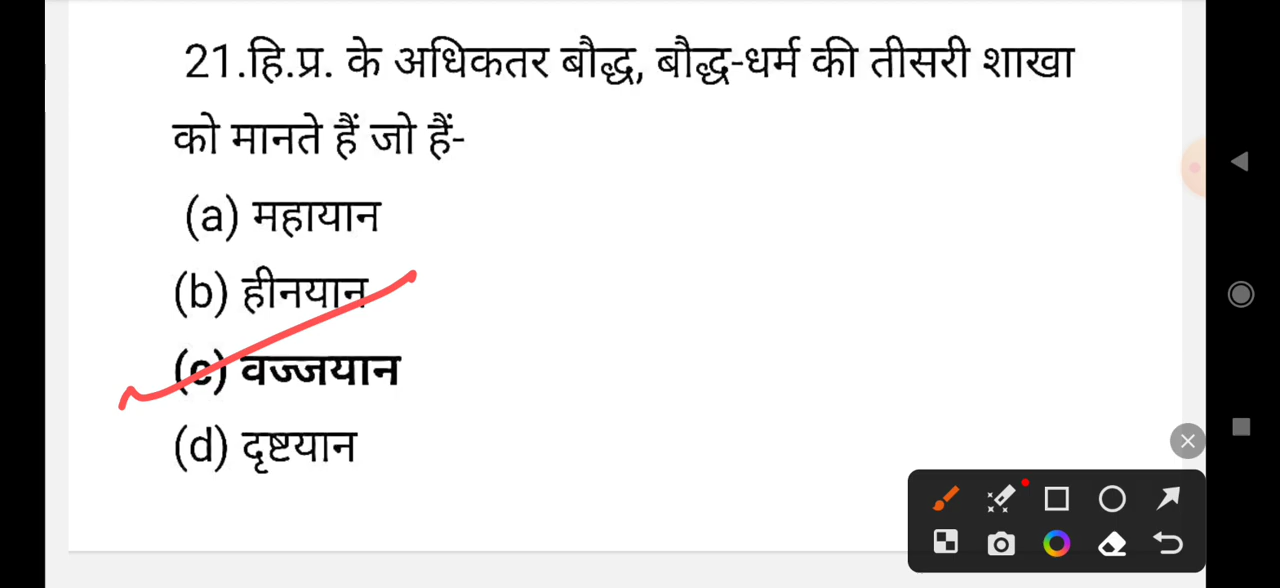 21.हि.प्र. के अधिकतर बौद्ध, बौद्ध-धर्म की तीसरी शाखा
को मानते हैं जो हैं-
(a) महायान
(b) हीनयान
(c) वज्जयान
(d) दृष्टयान